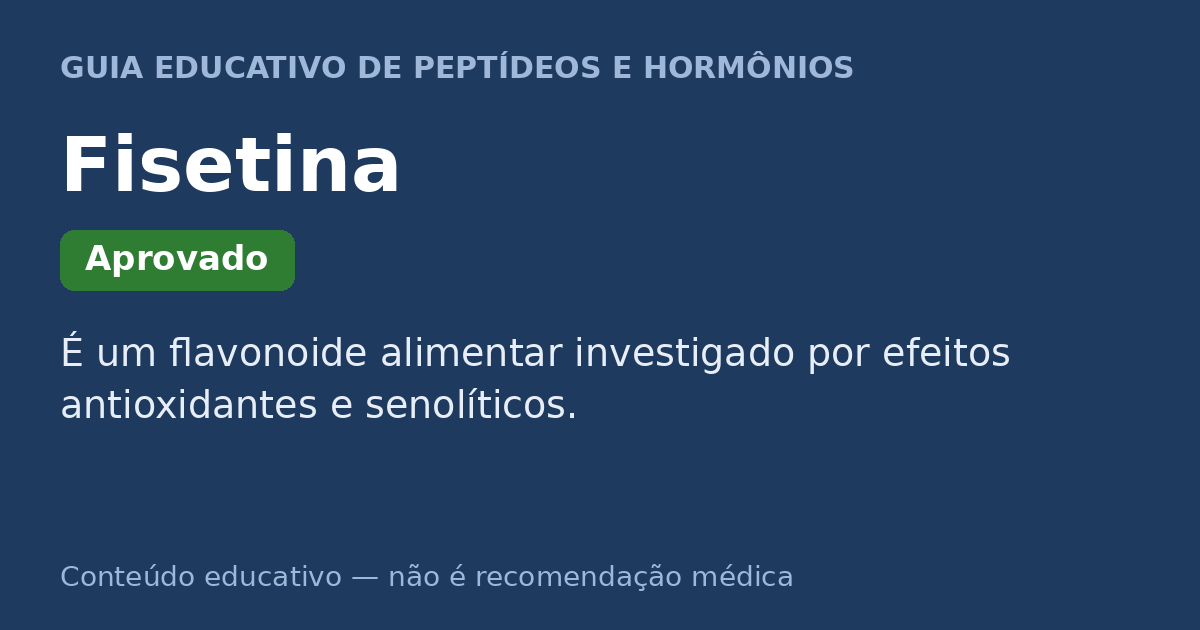 GUIA EDUCATIVO DE PEPTÍDEOS E HORMÔNIOS
Fisetina
Aprovado
É um flavonoide alimentar investigado por efeitos
antioxidantes e senolíticos.
Conteúdo educativo — não é recomendação médica